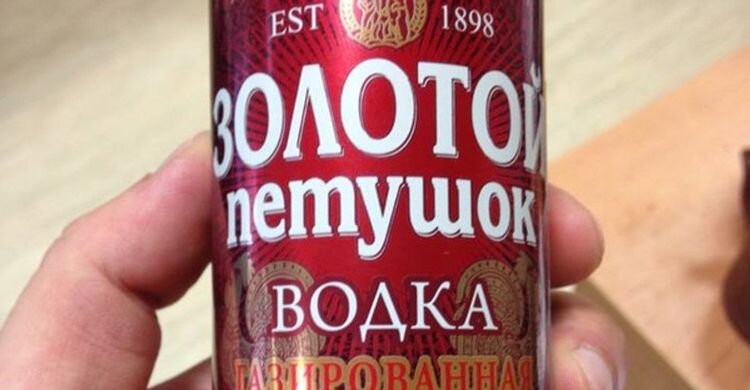 EST 1898
ЗОЛОТОЙ
петушок
ВОДКА
ГАЗИРОВАННАЯ